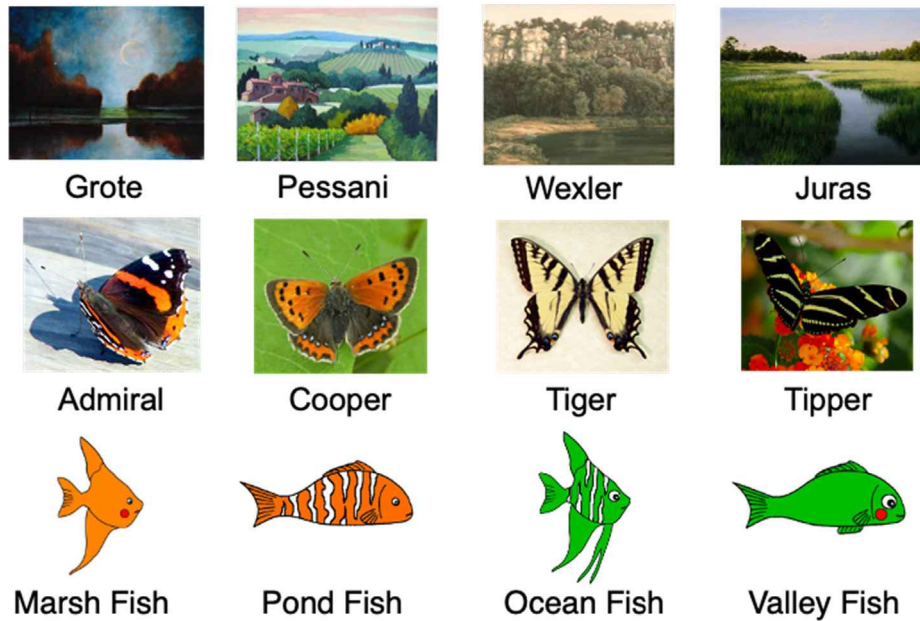 Grote Pessani Wexler Juras
Admiral Cooper Tiger Tipper
Marsh Fish Pond Fish Ocean Fish Valley Fish